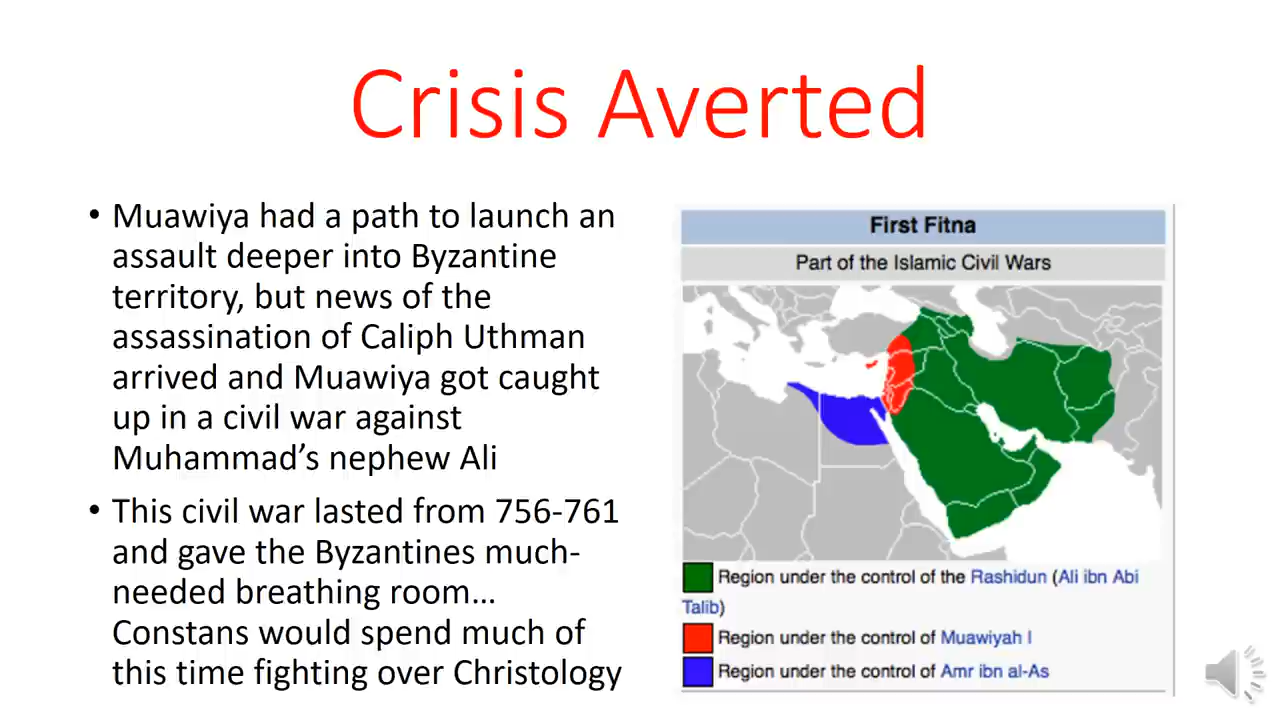 Crisis Averted
• Muawiya had a path to launch an
assault deeper into Byzantine
territory, but news of the
assassination of Caliph Uthman
arrived and Muawiya got caught
up in a civil war against
Muhammad's nephew Ali
• This civil war lasted from 756-761
and gave the Byzantines much-
needed breathing room…
Constans would spend much of
this time fighting over Christology
First Fitna
Part of the Islamic Civil Wars
Region under the control of the Rashidun (Ali ibn Abi
Talib)
Region under the control of Muawiyah I
Region under the control of Amr ibn al-As